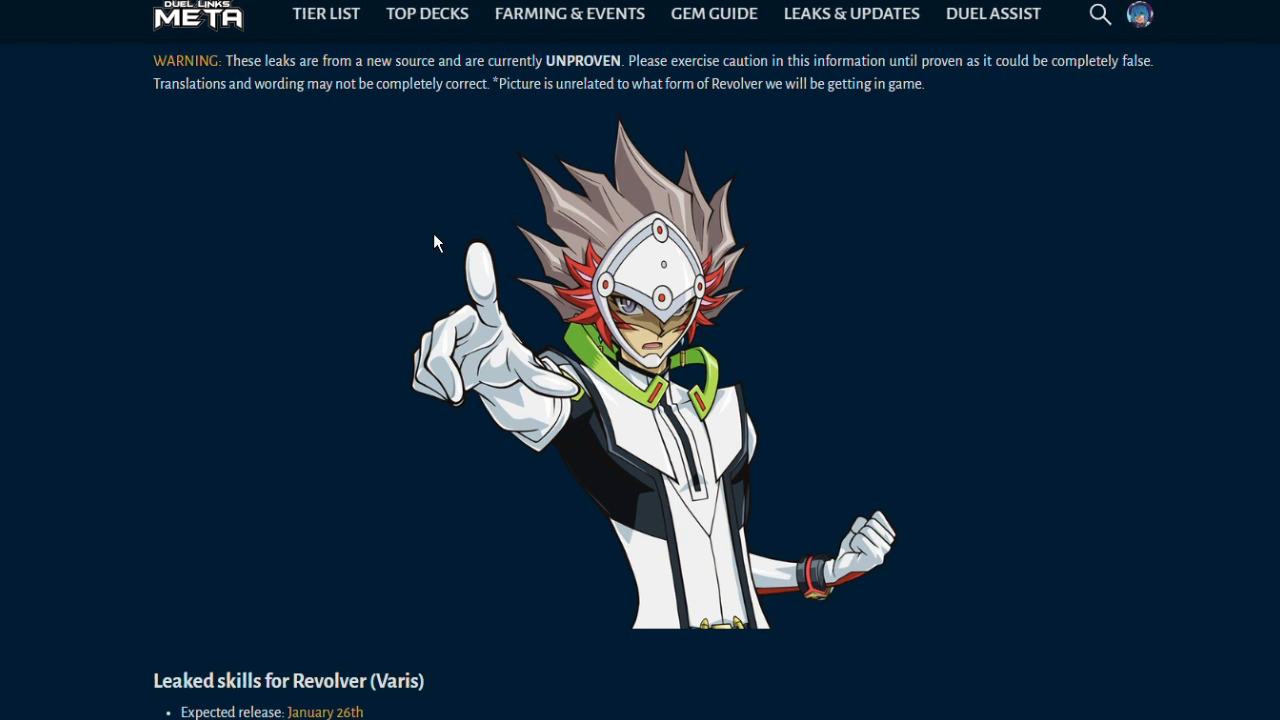 DUEL LINKS
META
TIER LIST TOP DECKS FARMING & EVENTS GEM GUIDE LEAKS & UPDATES DUEL ASSIST
WARNING: These leaks are from a new source and are currently UNPROVEN. Please exercise caution in this information until proven as it could be completely false.
Translations and wording may not be completely correct. *Picture is unrelated to what form of Revolver we will be getting in game.
Leaked skills for Revolver (Varis)
• Expected release: January 26th